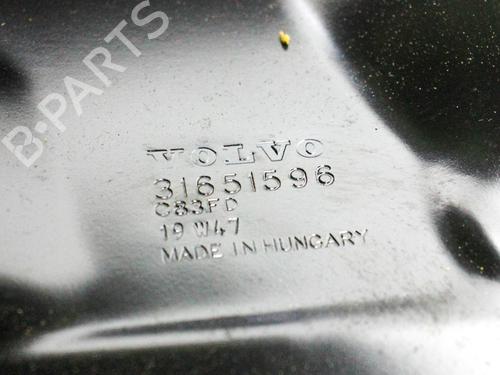 B-PARTS
VOLVO
31651596
C83FD
19 W47
MADE IN HUNGARY